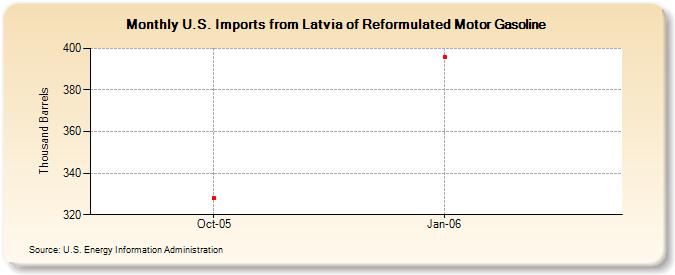 Monthly U.S. Imports from Latvia of Reformulated Motor Gasoline
Thousand Barrels
400
380
360
340
320
Oct-05
Jan-06
Source: U.S. Energy Information Administration